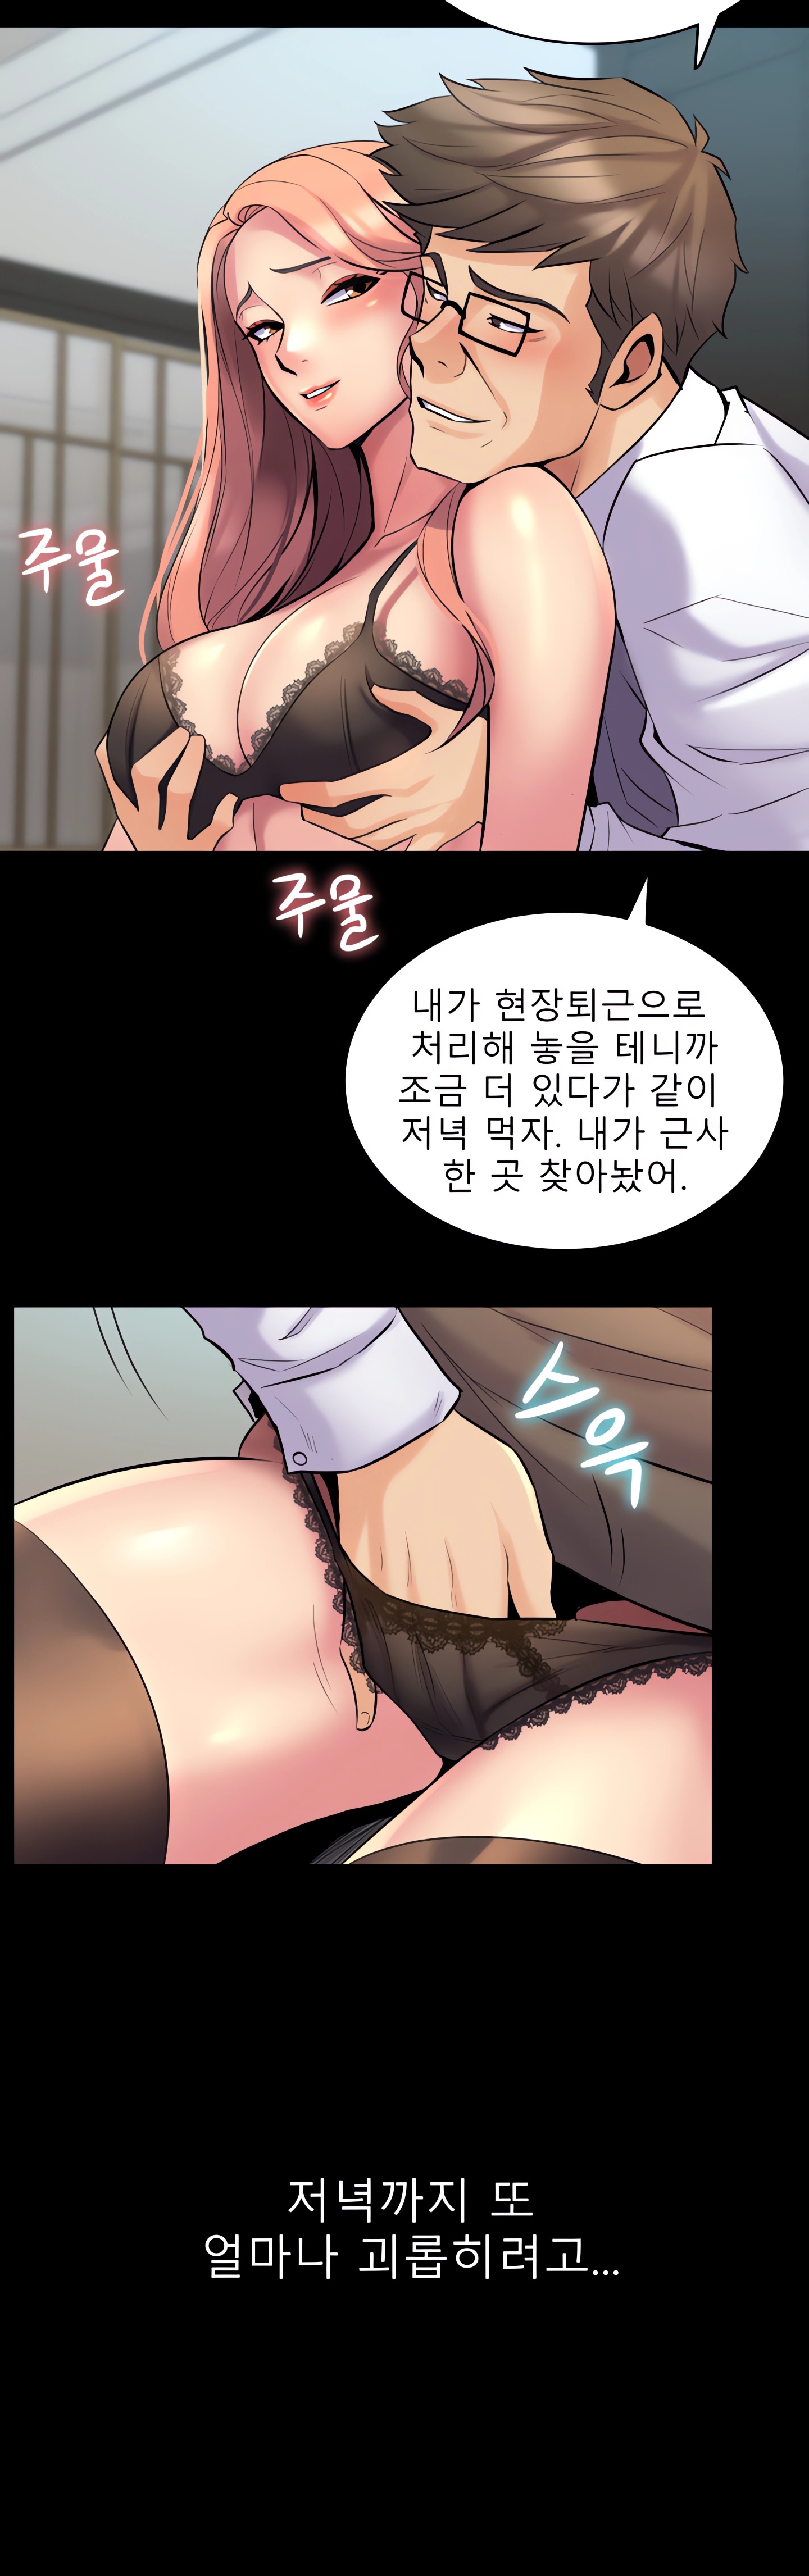 주물
주물
내가 현장퇴근으로
처리해 놓을 테니까
조금 더 있다가 같이
저녁 먹자. 내가 근사
한 곳 찾아놨어.
스윽
저녁까지 또
얼마나 괴롭히려고...